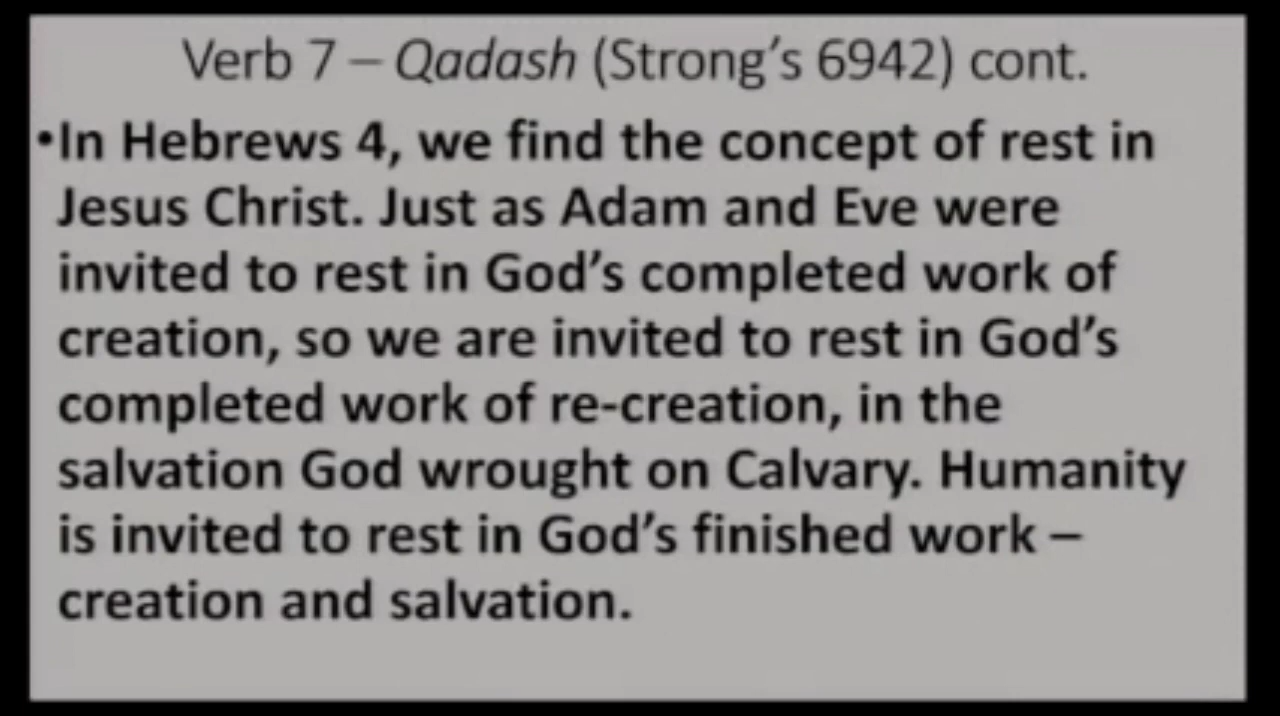 Verb 7 – Qadash (Strong's 6942) cont.
•In Hebrews 4, we find the concept of rest in
Jesus Christ. Just as Adam and Eve were
invited to rest in God's completed work of
creation, so we are invited to rest in God's
completed work of re-creation, in the
salvation God wrought on Calvary. Humanity
is invited to rest in God's finished work –
creation and salvation.